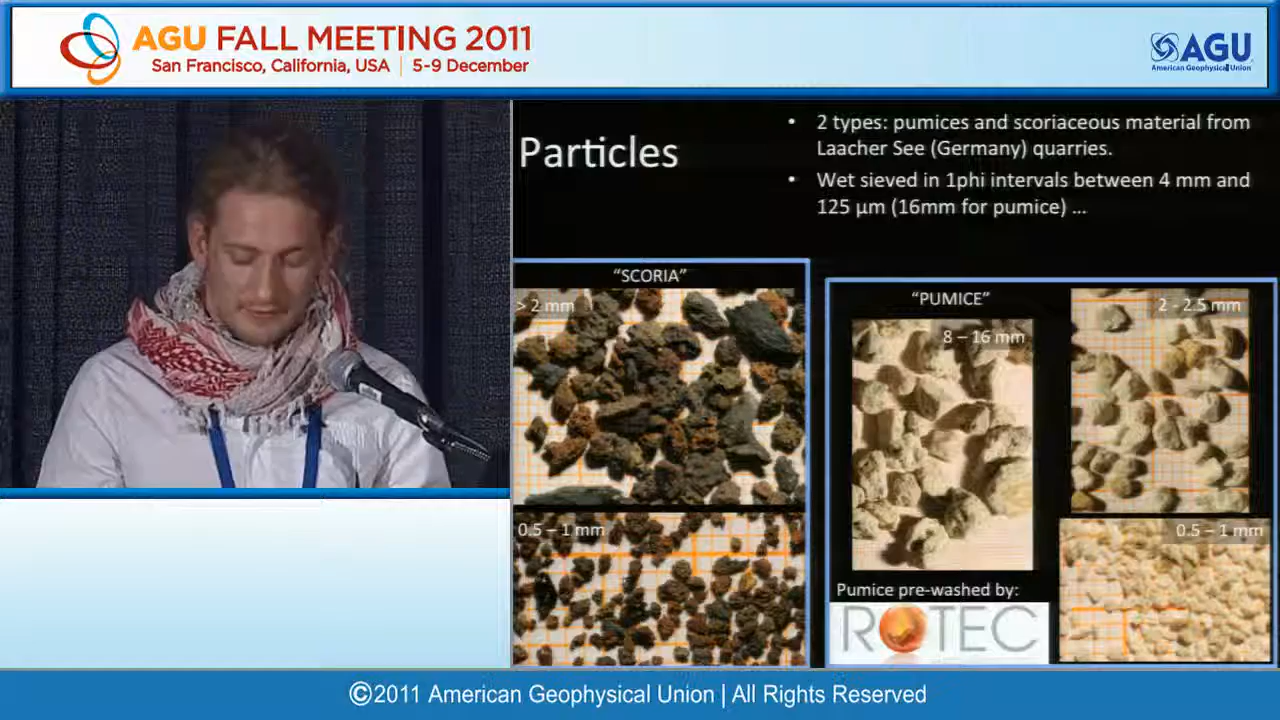 AGU FALL MEETING 2011
San Francisco, California, USA | 5-9 December
AGU
American Geophysical Union
Particles
• 2 types: pumices and scoriaceous material from
Laacher See (Germany) quarries.
• Wet sieved in 1phi intervals between 4 mm and
125 µm (16mm for pumice) ...
"SCORIA"
> 2 mm
0.5 – 1 mm
"PUMICE"
8 – 16 mm
2 - 2.5 mm
0.5 – 1 mm
Pumice pre-washed by:
ROTEC
©2011 American Geophysical Union | All Rights Reserved